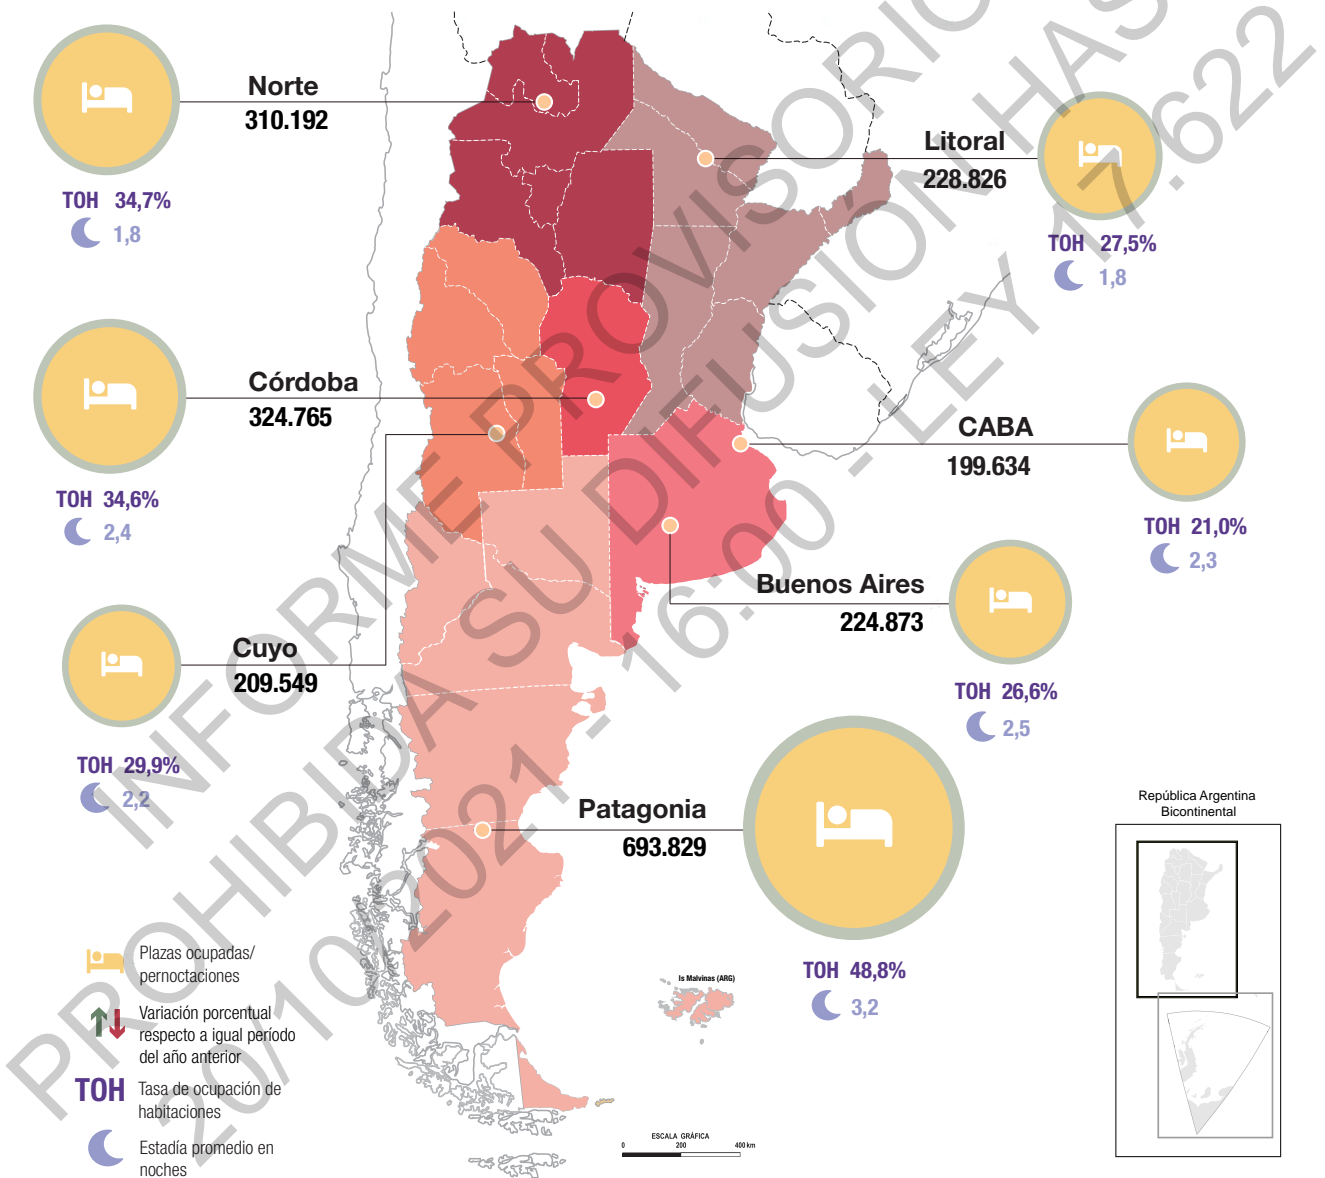 Norte
310.192
TOH 34,7%
1,8
Litoral
228.826
TOH 27,5%
1,8
Córdoba
324.765
TOH 34,6%
2,4
CABA
199.634
TOH 21,0%
2,3
Buenos Aires
224.873
TOH 26,6%
2,5
Cuyo
209.549
TOH 29,9%
2,2
Patagonia
693.829
TOH 48,8%
3,2
Plazas ocupadas/
pernoctaciones
Variación porcentual
respecto a igual período
del año anterior
TOH Tasa de ocupación de
habitaciones
Estadía promedio en
noches
Is Malvinas (ARG)
ESCALA GRÁFICA
0 200 400 km
República Argentina
Bicontinental
INFORME PROVISORIO
PROHIBIDA SU DIFUSIÓN HAS
20/10/2021 - 16:00 - LEY 17.622